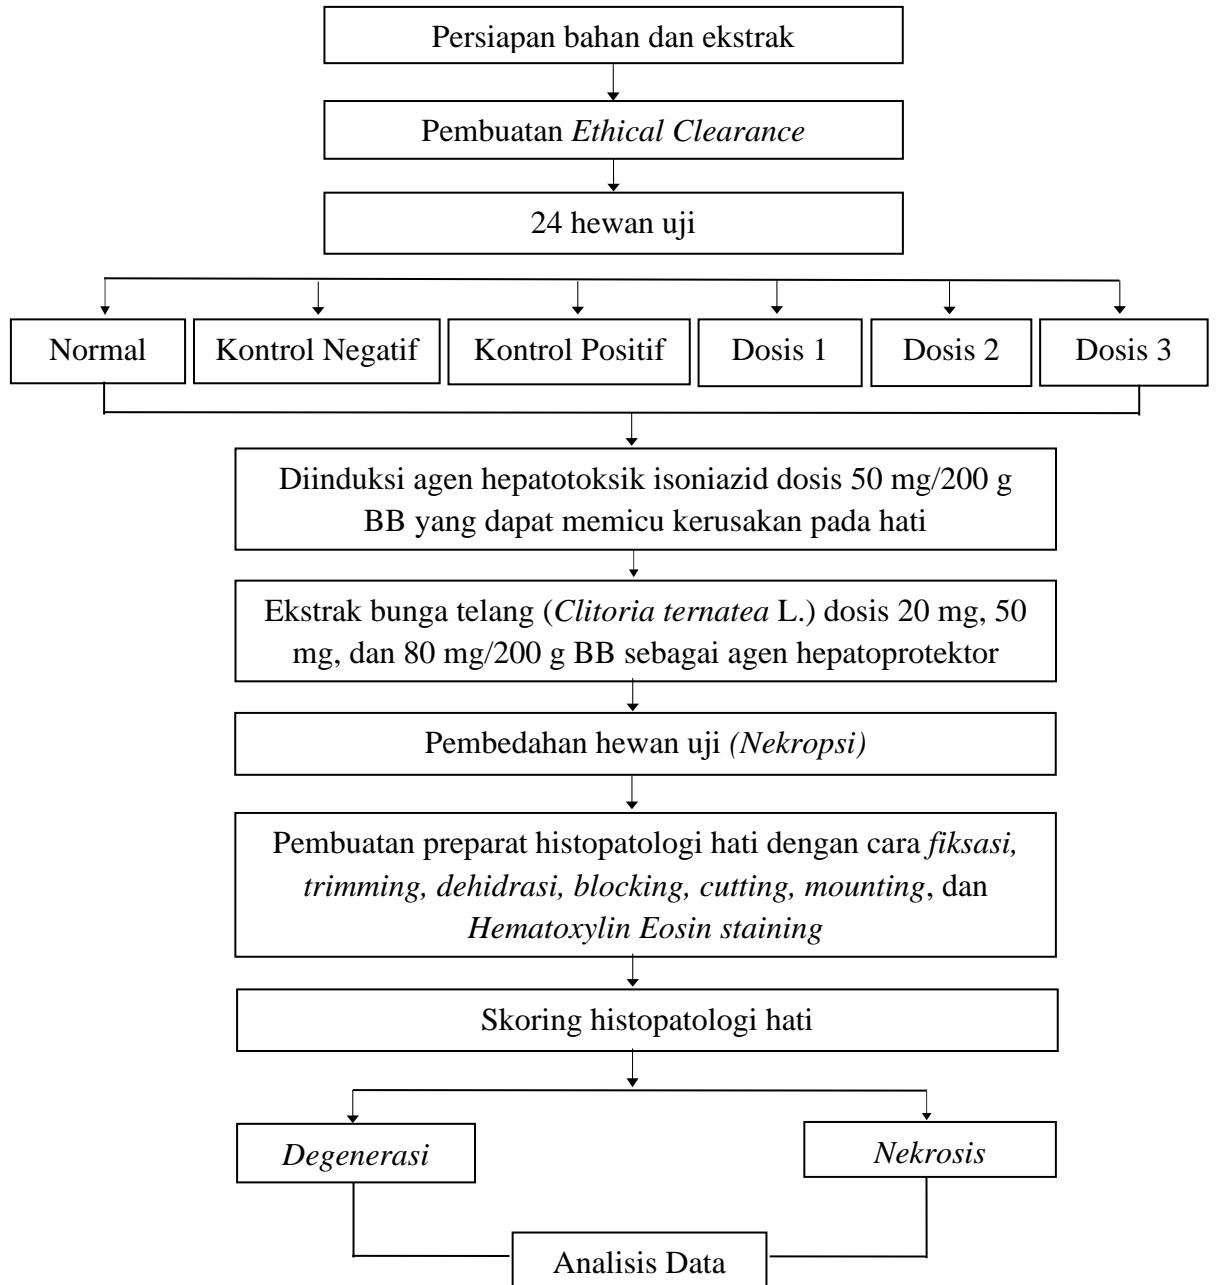 Persiapan bahan dan ekstrak
Pembuatan Ethical Clearance
24 hewan uji
Normal
Kontrol Negatif
Kontrol Positif
Dosis 1
Dosis 2
Dosis 3
Diinduksi agen hepatotoksik isoniazid dosis 50 mg/200 g
BB yang dapat memicu kerusakan pada hati
Ekstrak bunga telang (Clitoria ternatea L.) dosis 20 mg, 50
mg, dan 80 mg/200 g BB sebagai agen hepatoprotektor
Pembedahan hewan uji (Nekropsi)
Pembuatan preparat histopatologi hati dengan cara fiksasi,
trimming, dehidrasi, blocking, cutting, mounting, dan
Hematoxylin Eosin staining
Skoring histopatologi hati
Degenerasi
Nekrosis
Analisis Data